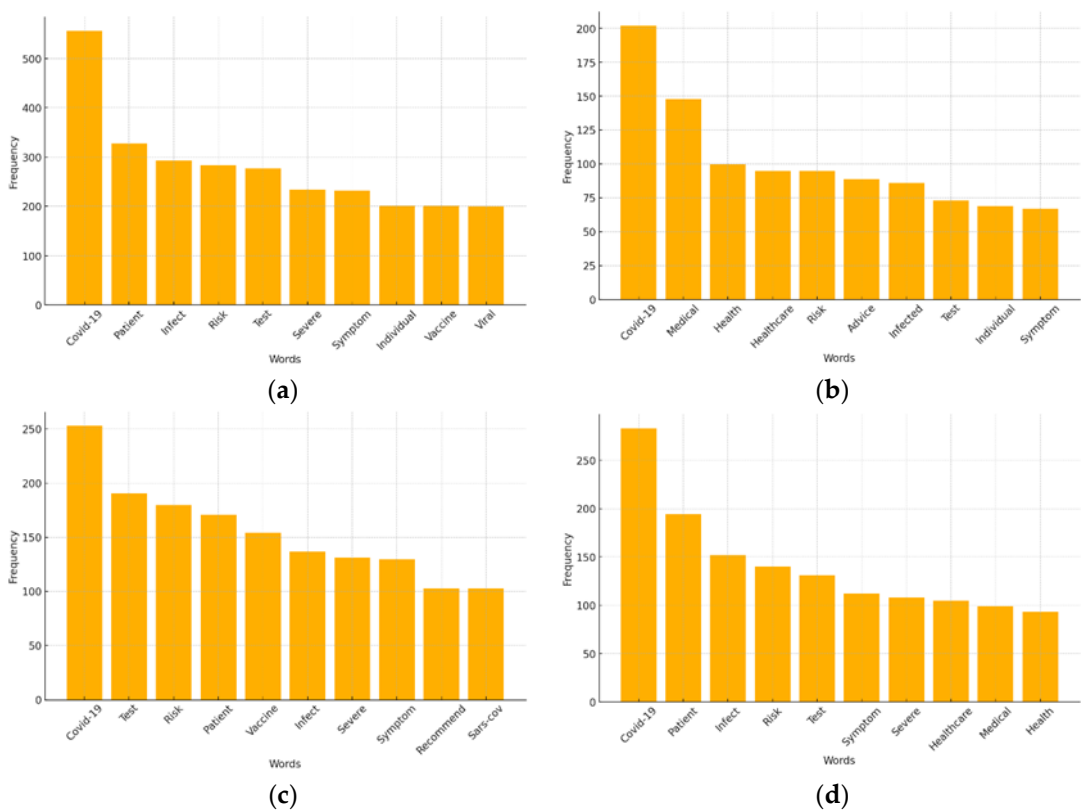 500
400
300
200
100
0
Frequency
Covid-19 Patient Infect Risk Test Severe Symptom Individual Vaccine Viral
Words
(a)
200
175
150
125
100
75
50
25
0
Frequency
Covid-19 Medical Health Healthcare Risk Advice Infected Test Individual Symptom
Words
(b)
250
200
150
100
50
0
Frequency
Covid-19 Test Risk Patient Vaccine Infect Severe Symptom Recommend Sars-cov
Words
(c)
250
200
150
100
50
0
Frequency
Covid-19 Patient Infect Risk Test Symptom Severe Healthcare Medical Health
Words
(d)